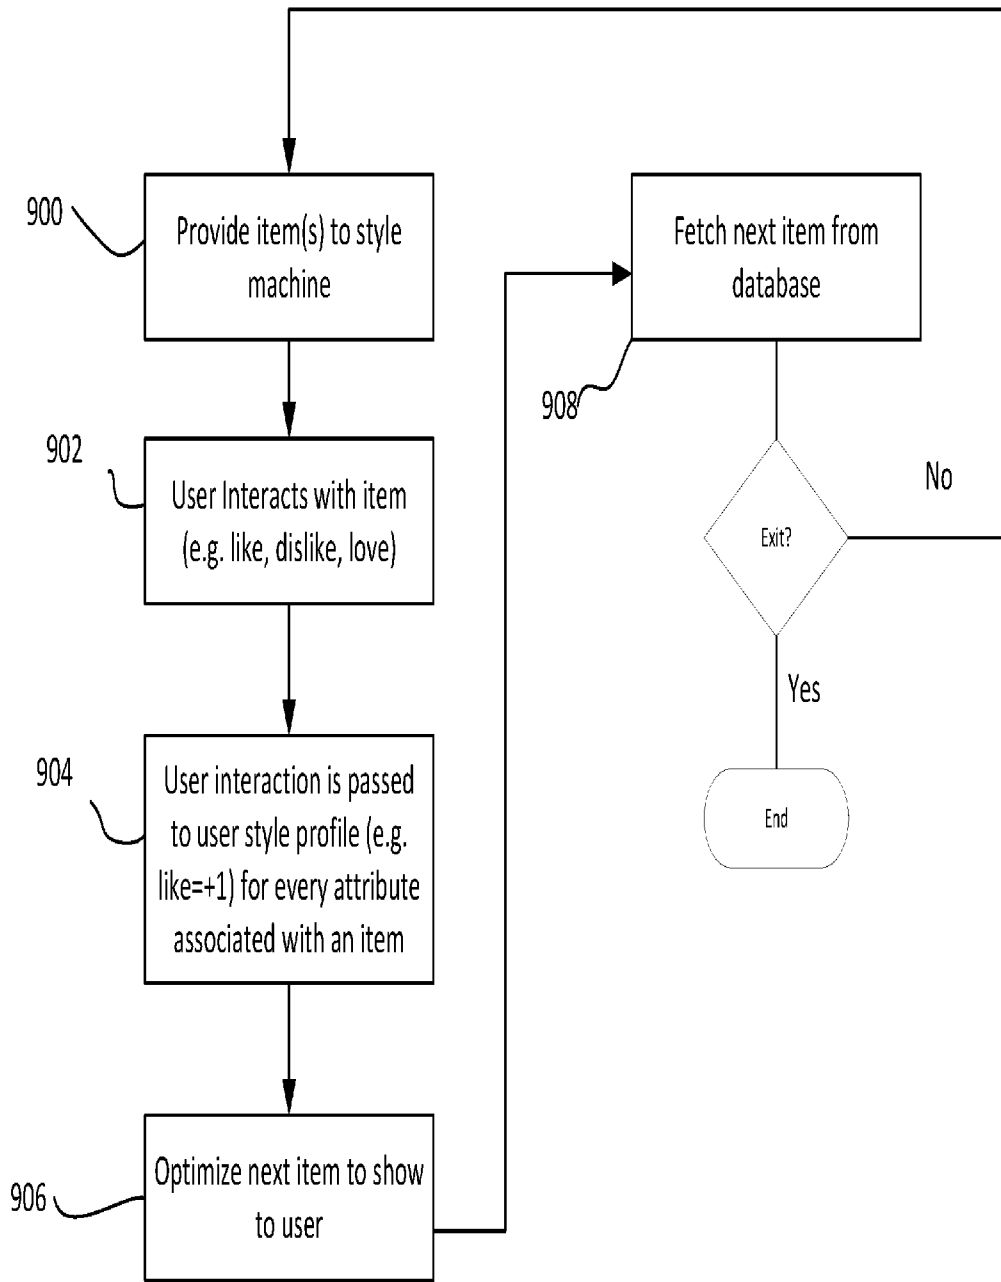 900
Provide item(s) to style
machine
902
User Interacts with item
(e.g. like, dislike, love)
904
User interaction is passed
to user style profile (e.g.
like=+1) for every attribute
associated with an item
906
Optimize next item to show
to user
Fetch next item from
database
908
Exit?
No
Yes
End